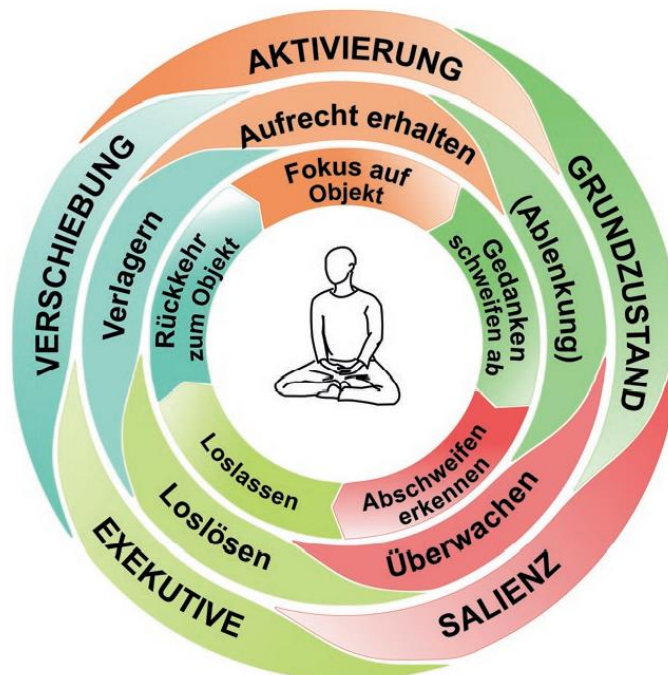 AKTIVIERUNG
GRUNDZUSTAND
SALIENZ
EXEKUTIVE
VERSCHIEBUNG
Aufrecht erhalten
(Ablenkung)
Überwachen
Loslösen
Verlagern
Fokus auf
Objekt
Gedanken
schweifen ab
Abschweifen
erkennen
Loslassen
Rückkehr
zum Objekt